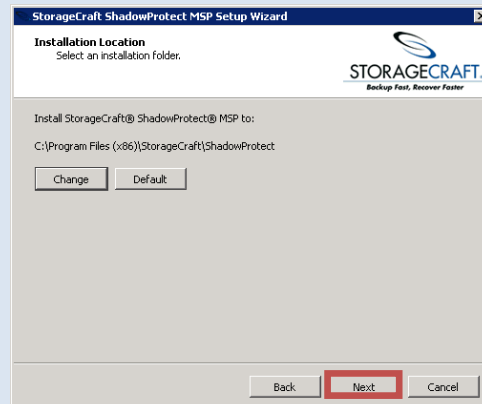 StorageCraft ShadowProtect MSP Setup Wizard
Installation Location
Select an installation folder.
STORAGECRAFT.
Backup Fast, Recover Faster
Install StorageCraft® ShadowProtect® MSP to:
C:\Program Files (x86)\StorageCraft\ShadowProtect
Change Default
Back Next Cancel